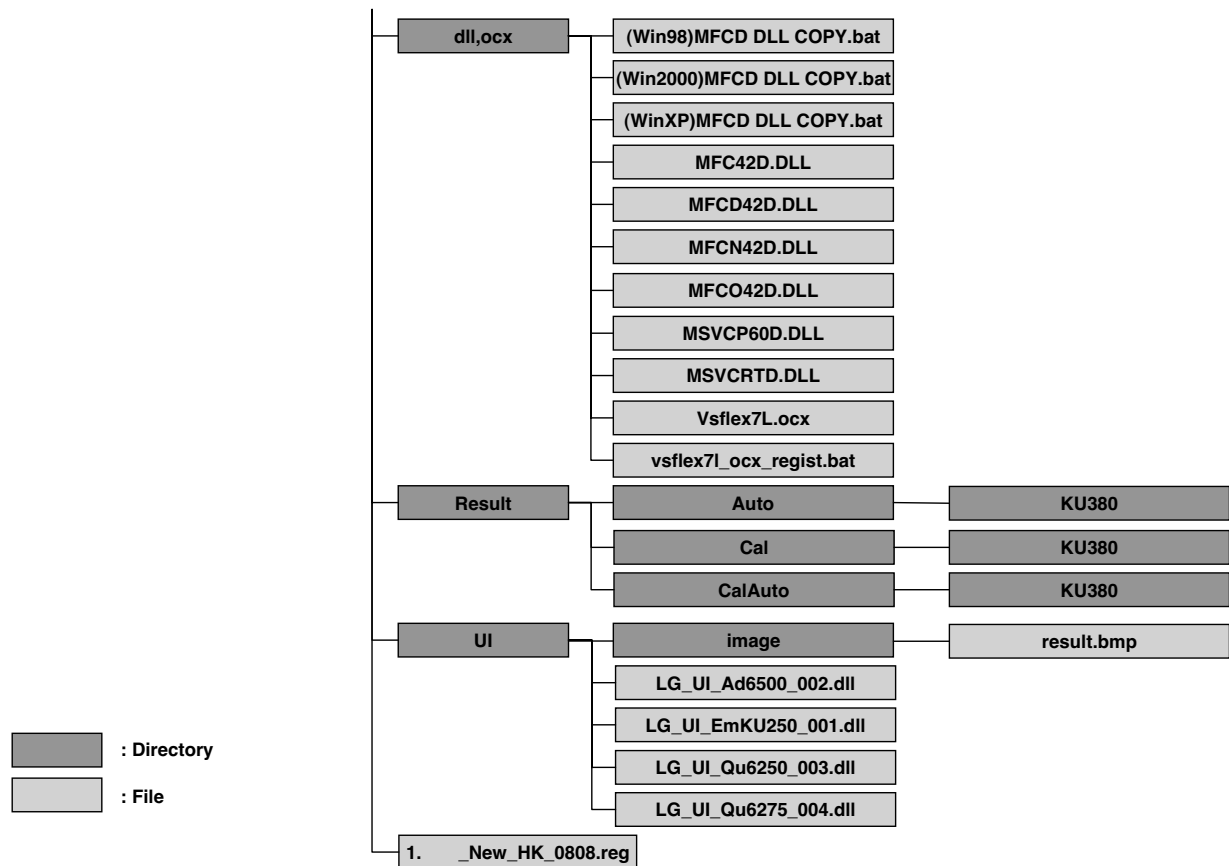 dll,ocx
(Win98)MFCD DLL COPY.bat
(Win2000)MFCD DLL COPY.bat
(WinXP)MFCD DLL COPY.bat
MFC42D.DLL
MFCD42D.DLL
MFCN42D.DLL
MFCO42D.DLL
MSVCP60D.DLL
MSVCRTD.DLL
Vsflex7L.ocx
vsflex7l_ocx_regist.bat
Result
Auto
KU380
Cal
KU380
CalAuto
KU380
UI
image
result.bmp
LG_UI_Ad6500_002.dll
LG_UI_EmKU250_001.dll
LG_UI_Qu6250_003.dll
LG_UI_Qu6275_004.dll
: Directory
: File
1. _New_HK_0808.reg